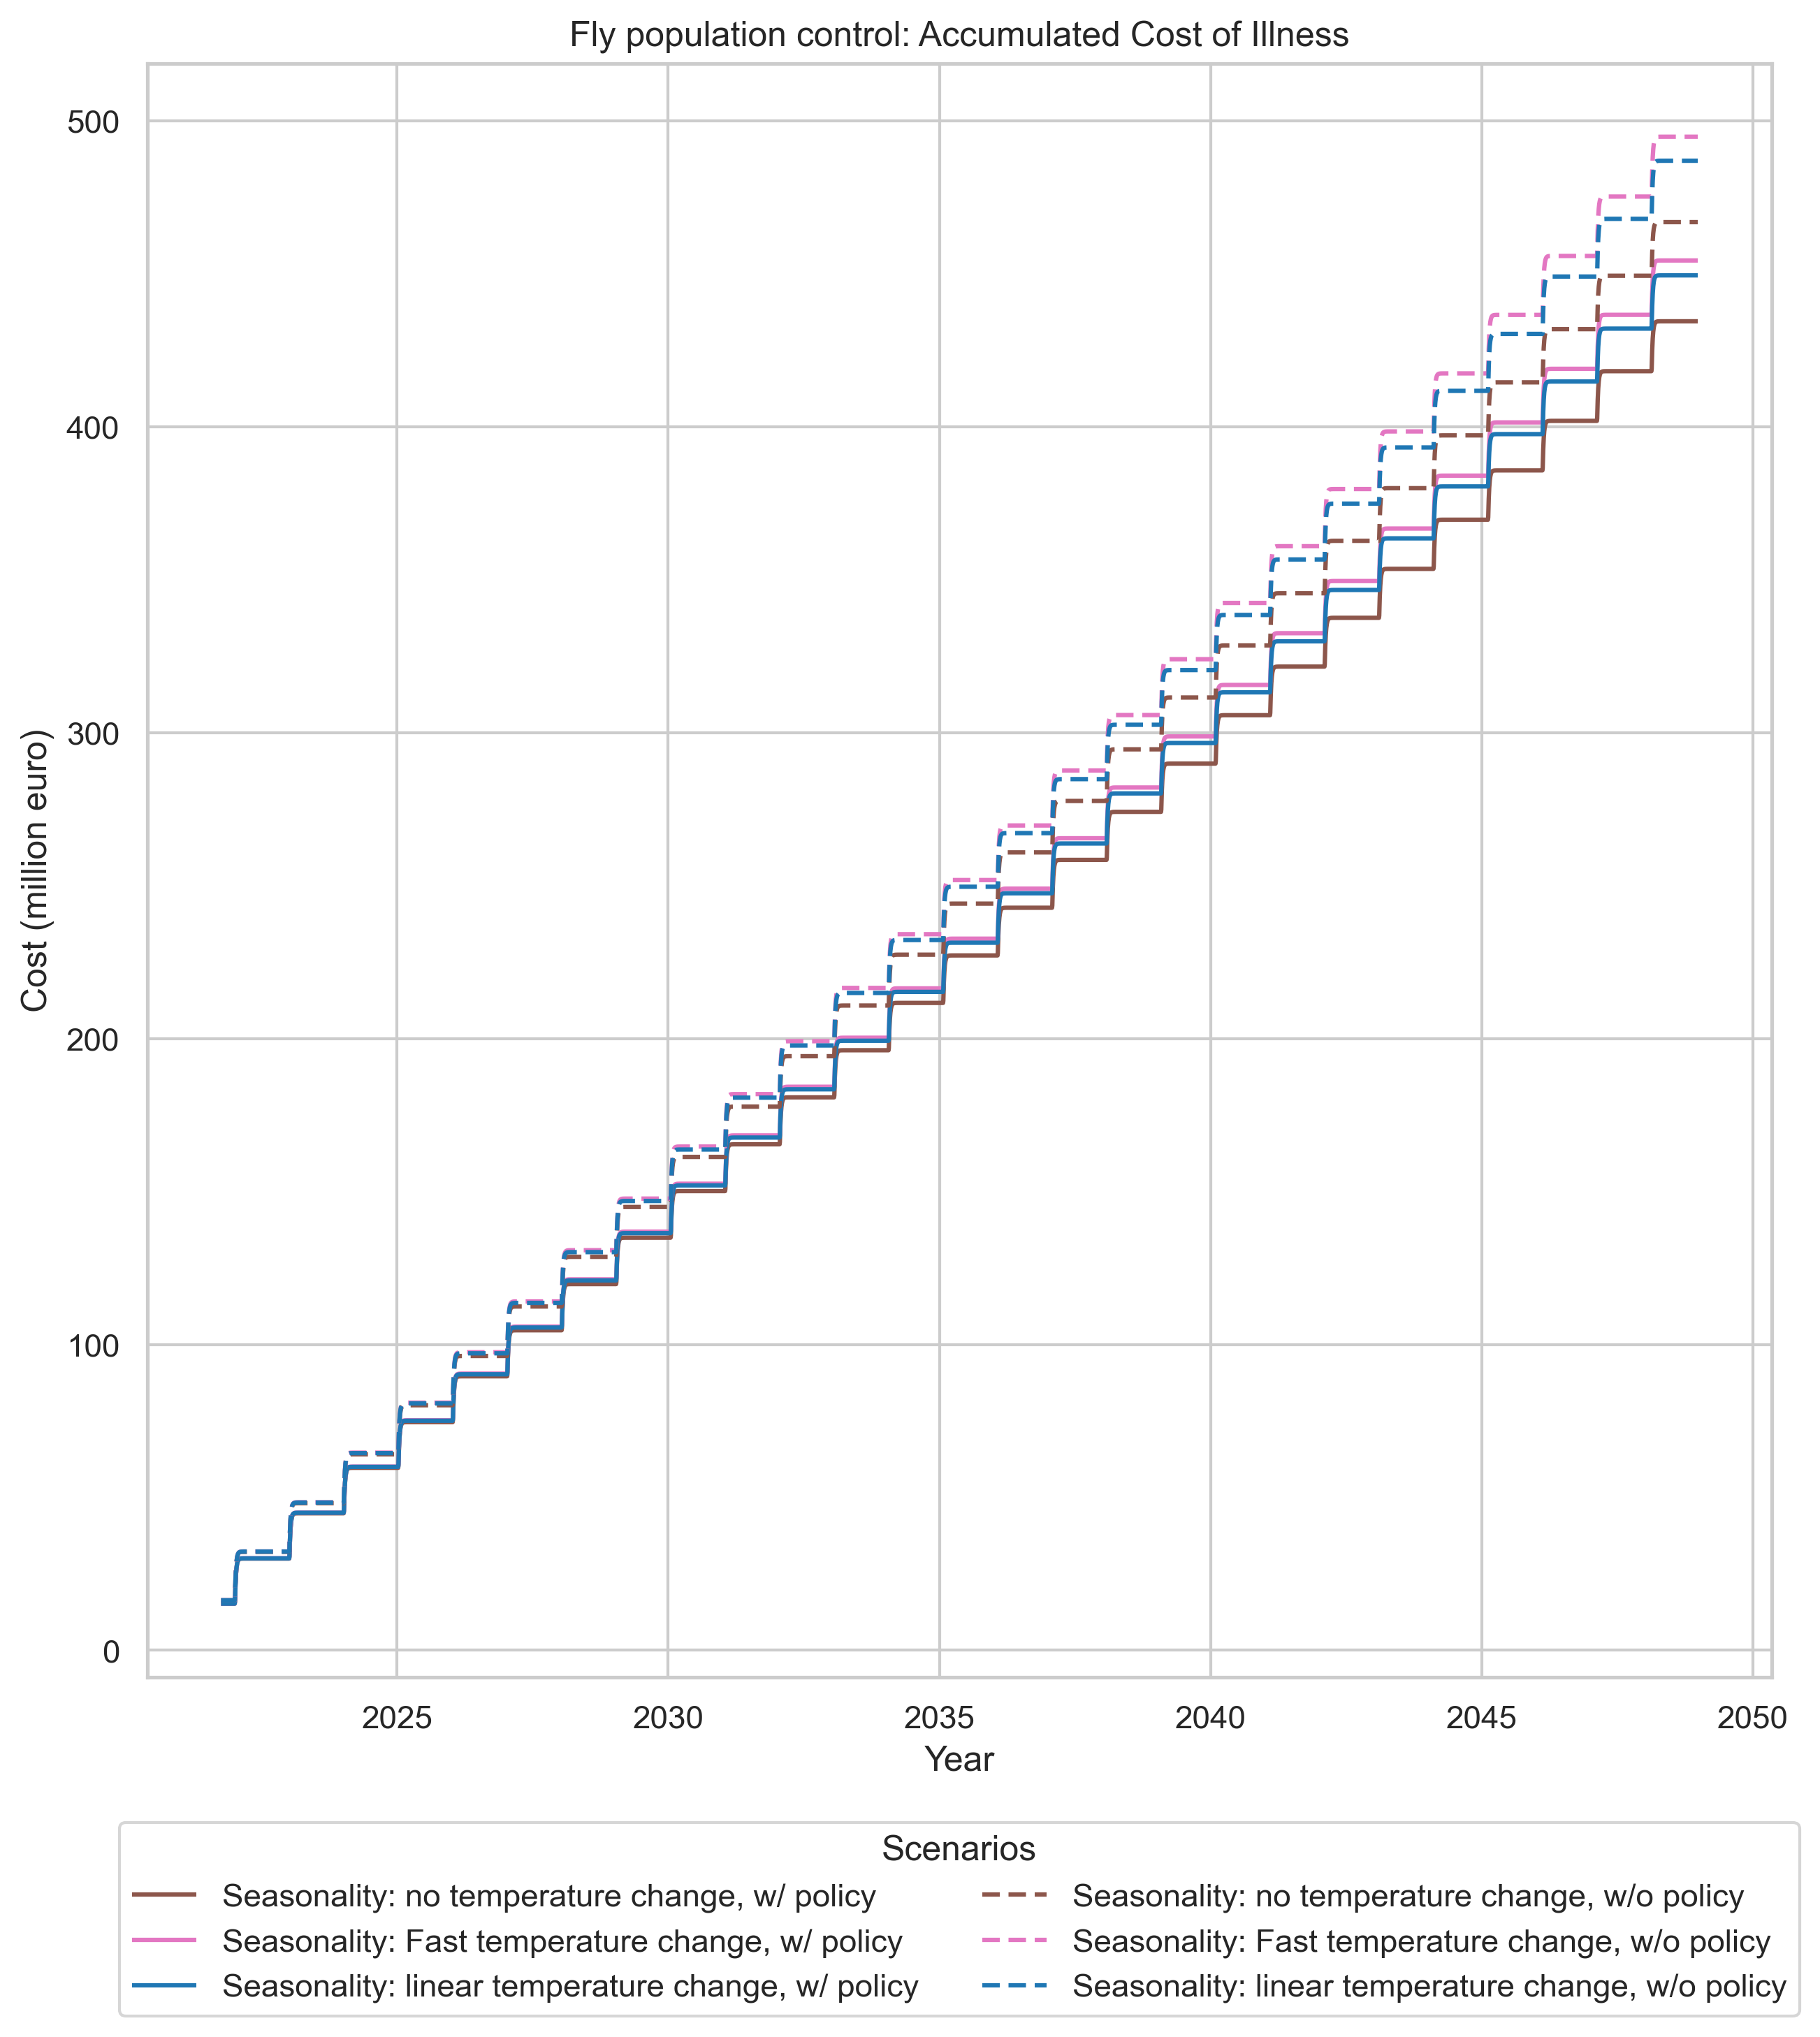 Fly population control: Accumulated Cost of Illness
500
400
300
200
100
0
Cost (million euro)
2025 2030 2035 2040 2045 2050
Year
Scenarios
Seasonality: no temperature change, w/ policy
Seasonality: Fast temperature change, w/ policy
Seasonality: linear temperature change, w/ policy
Seasonality: no temperature change, w/o policy
Seasonality: Fast temperature change, w/o policy
Seasonality: linear temperature change, w/o policy